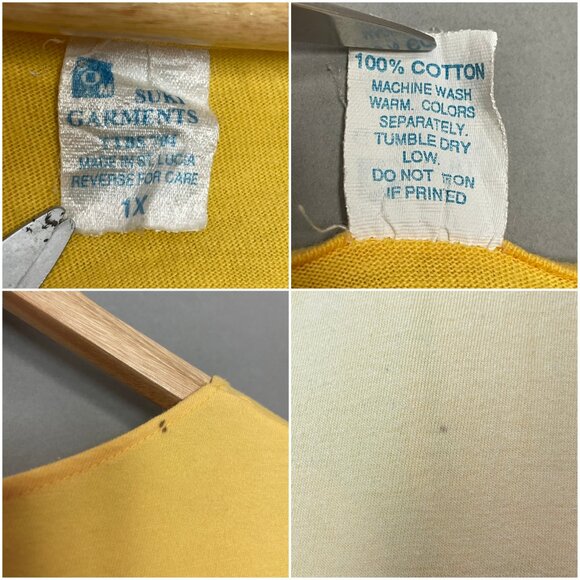 SUKI
GARMENTS
MADE IN ST. LUCIA
REVERSE FOR CARE
1X
100% COTTON
MACHINE WASH
WARM. COLORS
SEPARATELY.
TUMBLE DRY
LOW.
DO NOT IRON
IF PRINTED